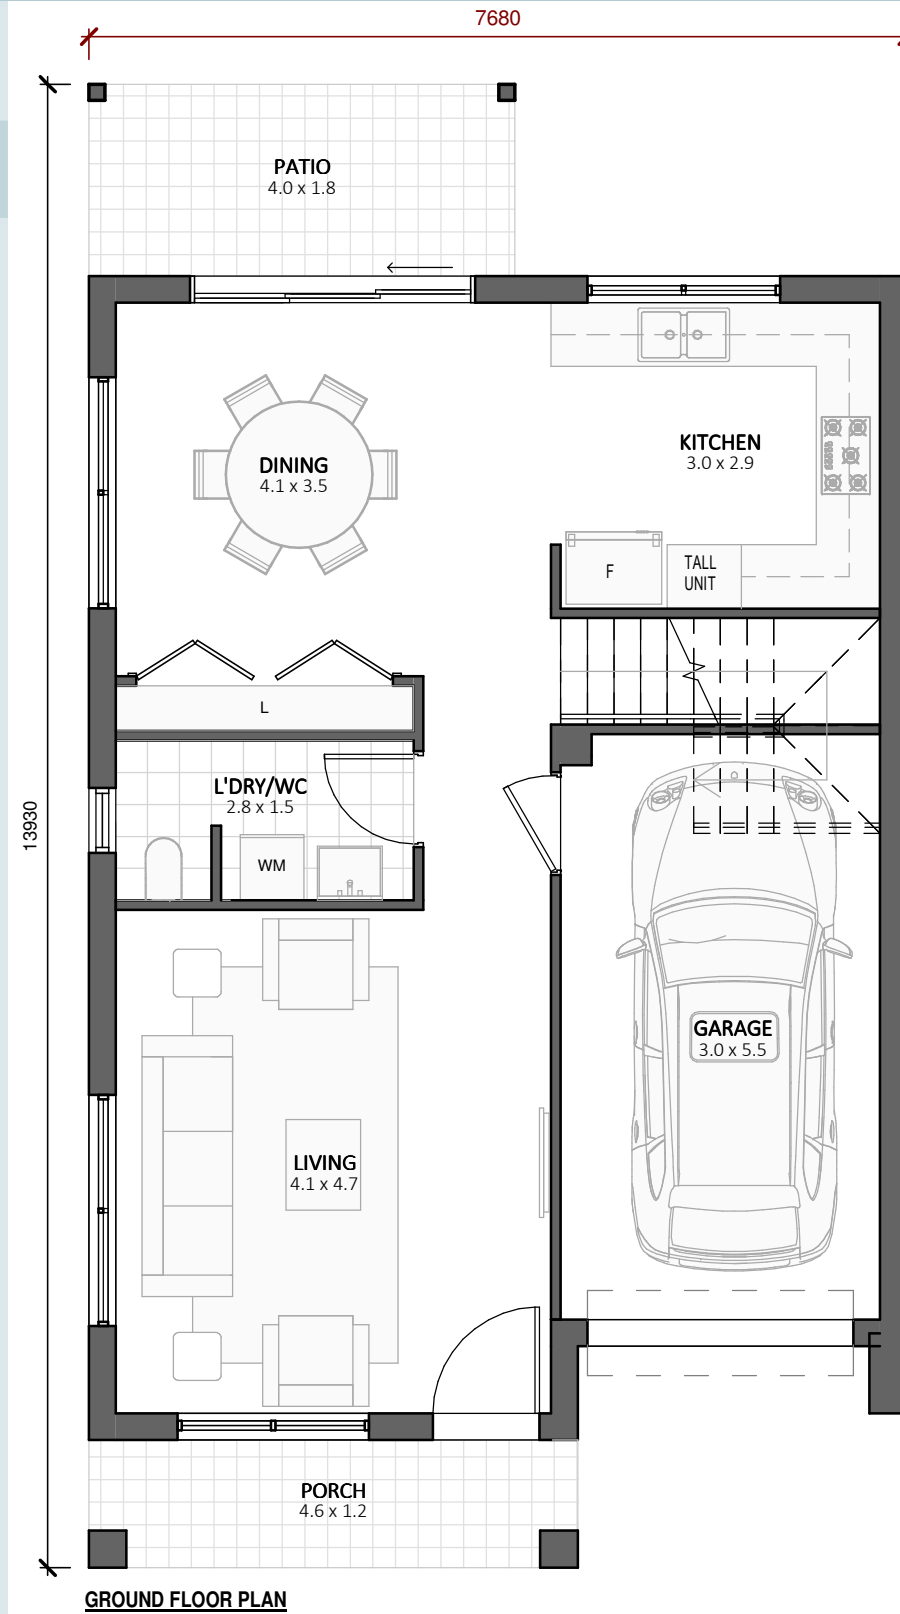 7680
PATIO
4.0 x 1.8
DINING
4.1 x 3.5
KITCHEN
3.0 x 2.9
F
TALL
UNIT
L
L'DRY/WC
2.8 x 1.5
WM
13930
GARAGE
3.0 x 5.5
LIVING
4.1 x 4.7
PORCH
4.6 x 1.2
GROUND FLOOR PLAN